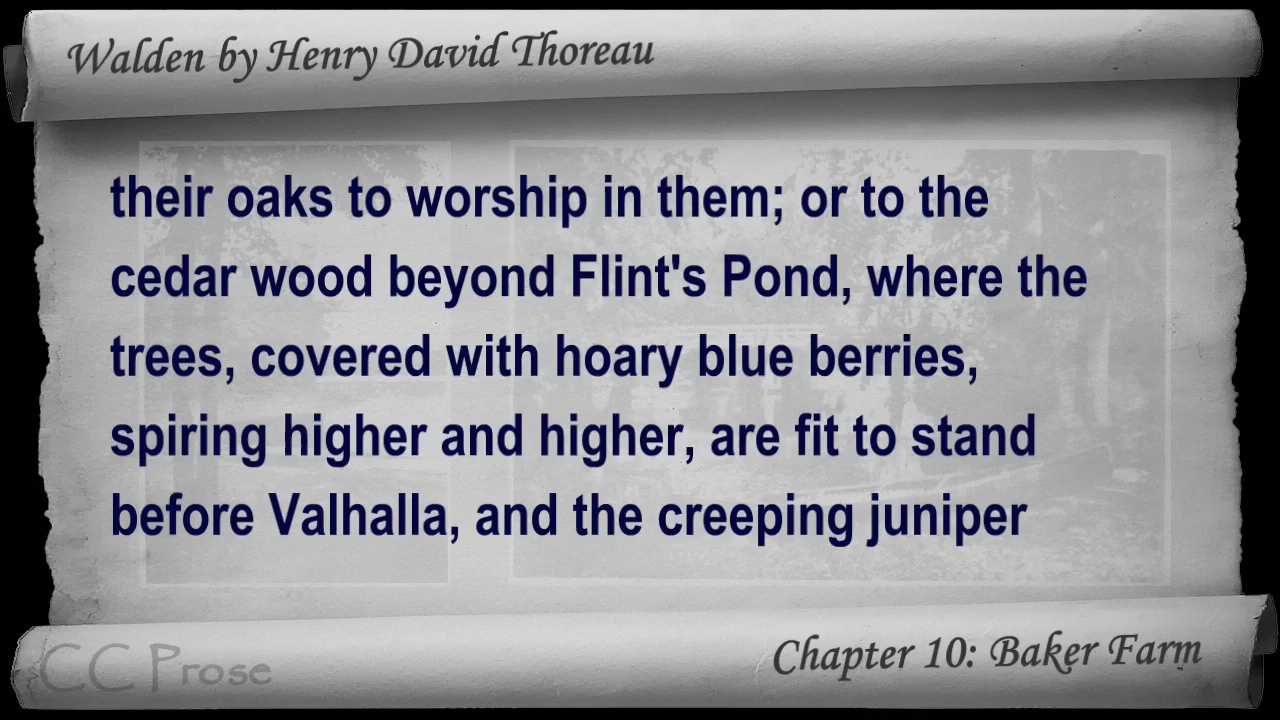 Walden by Henry David Thoreau
their oaks to worship in them; or to the
cedar wood beyond Flint's Pond, where the
trees, covered with hoary blue berries,
spiring higher and higher, are fit to stand
before Valhalla, and the creeping juniper
CC Prose
Chapter 10: Baker Farm